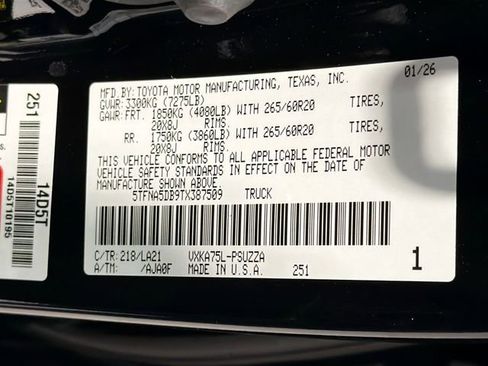 MFD.BY: TOYOTA MOTOR MANUFACTURING, TEXAS, INC. 01/26
GVWR: 3300KG (7275LB)
GAWR: FRT. 1850KG (4080LB) WITH 265/60R20 TIRES,
20X8J RIMS,
RR. 1750KG (3860LB) WITH 265/60R20 TIRES,
20X8J RIMS.
THIS VEHICLE CONFORMS TO ALL APPLICABLE FEDERAL MOTOR
VEHICLE SAFETY STANDARDS IN EFFECT ON THE DATE OF
MANUFACTURE SHOWN ABOVE.
5TFNA5DB9TX387509 TRUCK
C/TR: 218/LA21 VXKA75L-PSUZZA
A/TM: /AJA0F MADE IN U.S.A. 251
1
251
14D5T
14D5T10195